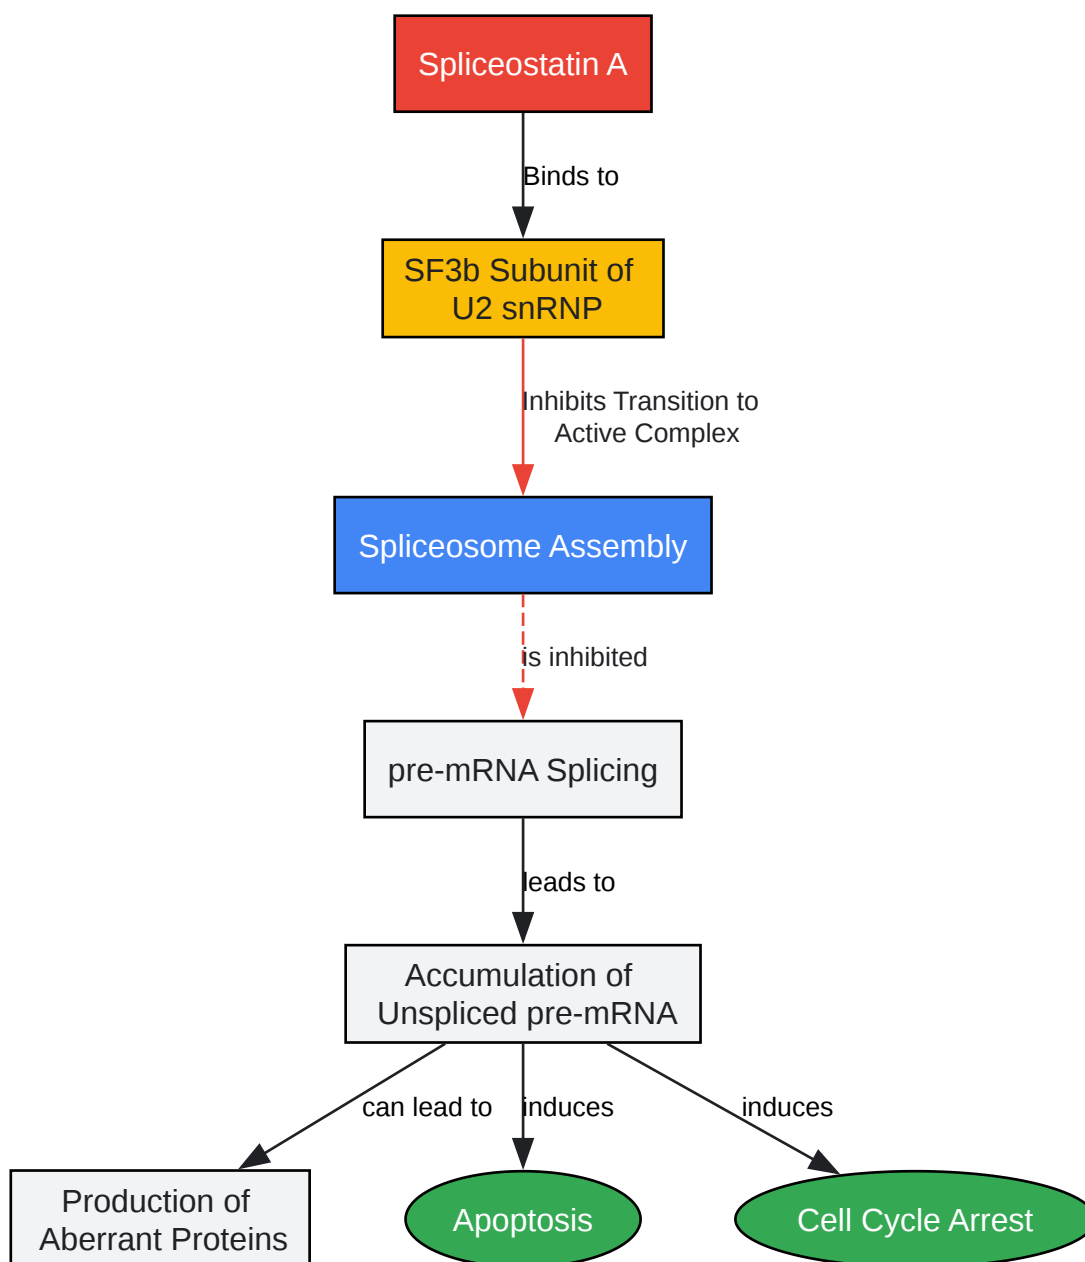 Spliceostatin A
Binds to
SF3b Subunit of
U2 snRNP
Inhibits Transition to
Active Complex
Spliceosome Assembly
is inhibited
pre-mRNA Splicing
leads to
Accumulation of
Unspliced pre-mRNA
can lead to
induces
induces
Production of
Aberrant Proteins
Apoptosis
Cell Cycle Arrest